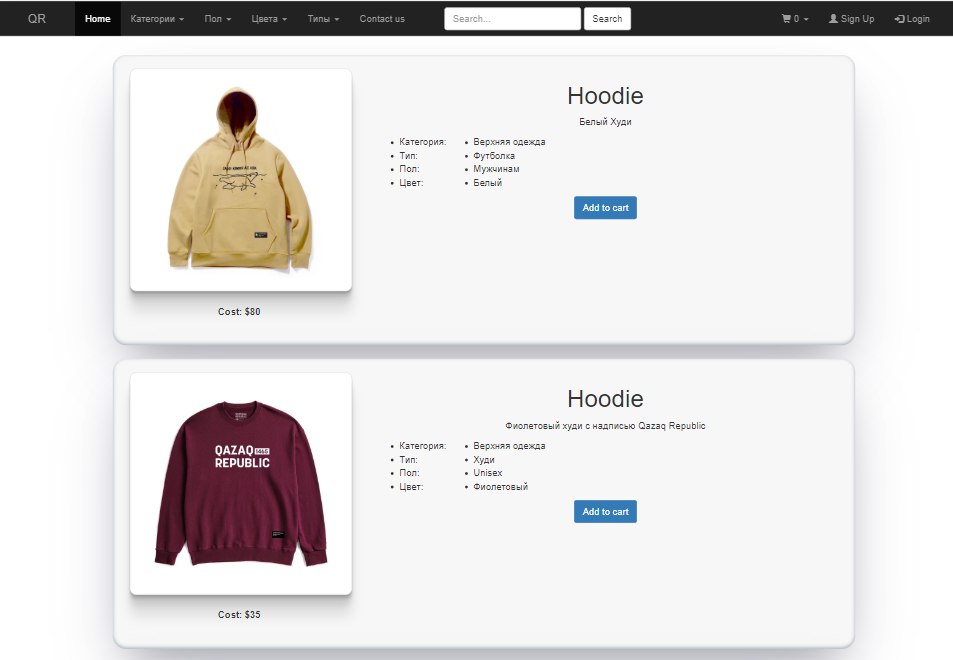 QR Home Категории Пол Цвета Типы Contact us Search... Search 0 Sign Up Login
Hoodie
Белый Худи
Категория: Верхняя одежда
Тип: Футболка
Пол: Мужчинам
Цвет: Белый
Add to cart
Cost: $80
QAZAQ
REPUBLIC
Hoodie
Фиолетовый худи с надписью Qazaq Republic
Категория: Верхняя одежда
Тип: Худи
Пол: Unisex
Цвет: Фиолетовый
Add to cart
Cost: $35